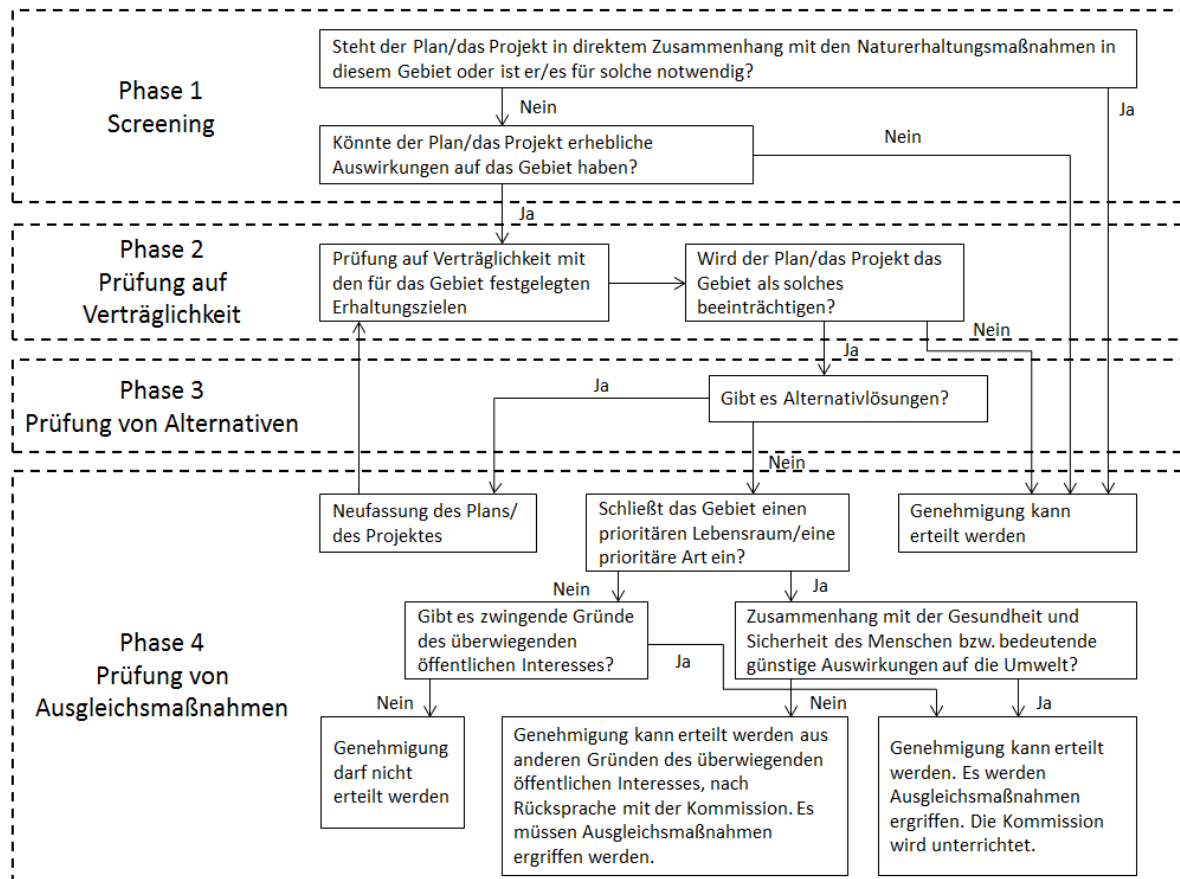 Phase 1
Screening
Steht der Plan/das Projekt in direktem Zusammenhang mit den Naturerhaltungsmaßnahmen in
diesem Gebiet oder ist er/es für solche notwendig?
Nein
Ja
Könnte der Plan/das Projekt erhebliche
Auswirkungen auf das Gebiet haben?
Nein
Ja
Phase 2
Prüfung auf
Verträglichkeit
Prüfung auf Verträglichkeit mit
den für das Gebiet festgelegten
Erhaltungszielen
Wird der Plan/das Projekt das
Gebiet als solches
beeinträchtigen?
Nein
Ja
Phase 3
Prüfung von Alternativen
Ja
Gibt es Alternativlösungen?
Nein
Phase 4
Prüfung von
Ausgleichsmaßnahmen
Neufassung des Plans/
des Projektes
Schließt das Gebiet einen
prioritären Lebensraum/eine
prioritäre Art ein?
Genehmigung kann
erteilt werden
Nein
Ja
Gibt es zwingende Gründe
des überwiegenden
öffentlichen Interesses?
Ja
Zusammenhang mit der Gesundheit und
Sicherheit des Menschen bzw. bedeutende
günstige Auswirkungen auf die Umwelt?
Nein
Nein
Ja
Genehmigung
darf nicht
erteilt werden
Genehmigung kann erteilt werden aus
anderen Gründen des überwiegenden
öffentlichen Interesses, nach
Rücksprache mit der Kommission. Es
müssen Ausgleichsmaßnahmen
ergriffen werden.
Genehmigung kann erteilt
werden. Es werden
Ausgleichsmaßnahmen
ergriffen. Die Kommission
wird unterrichtet.